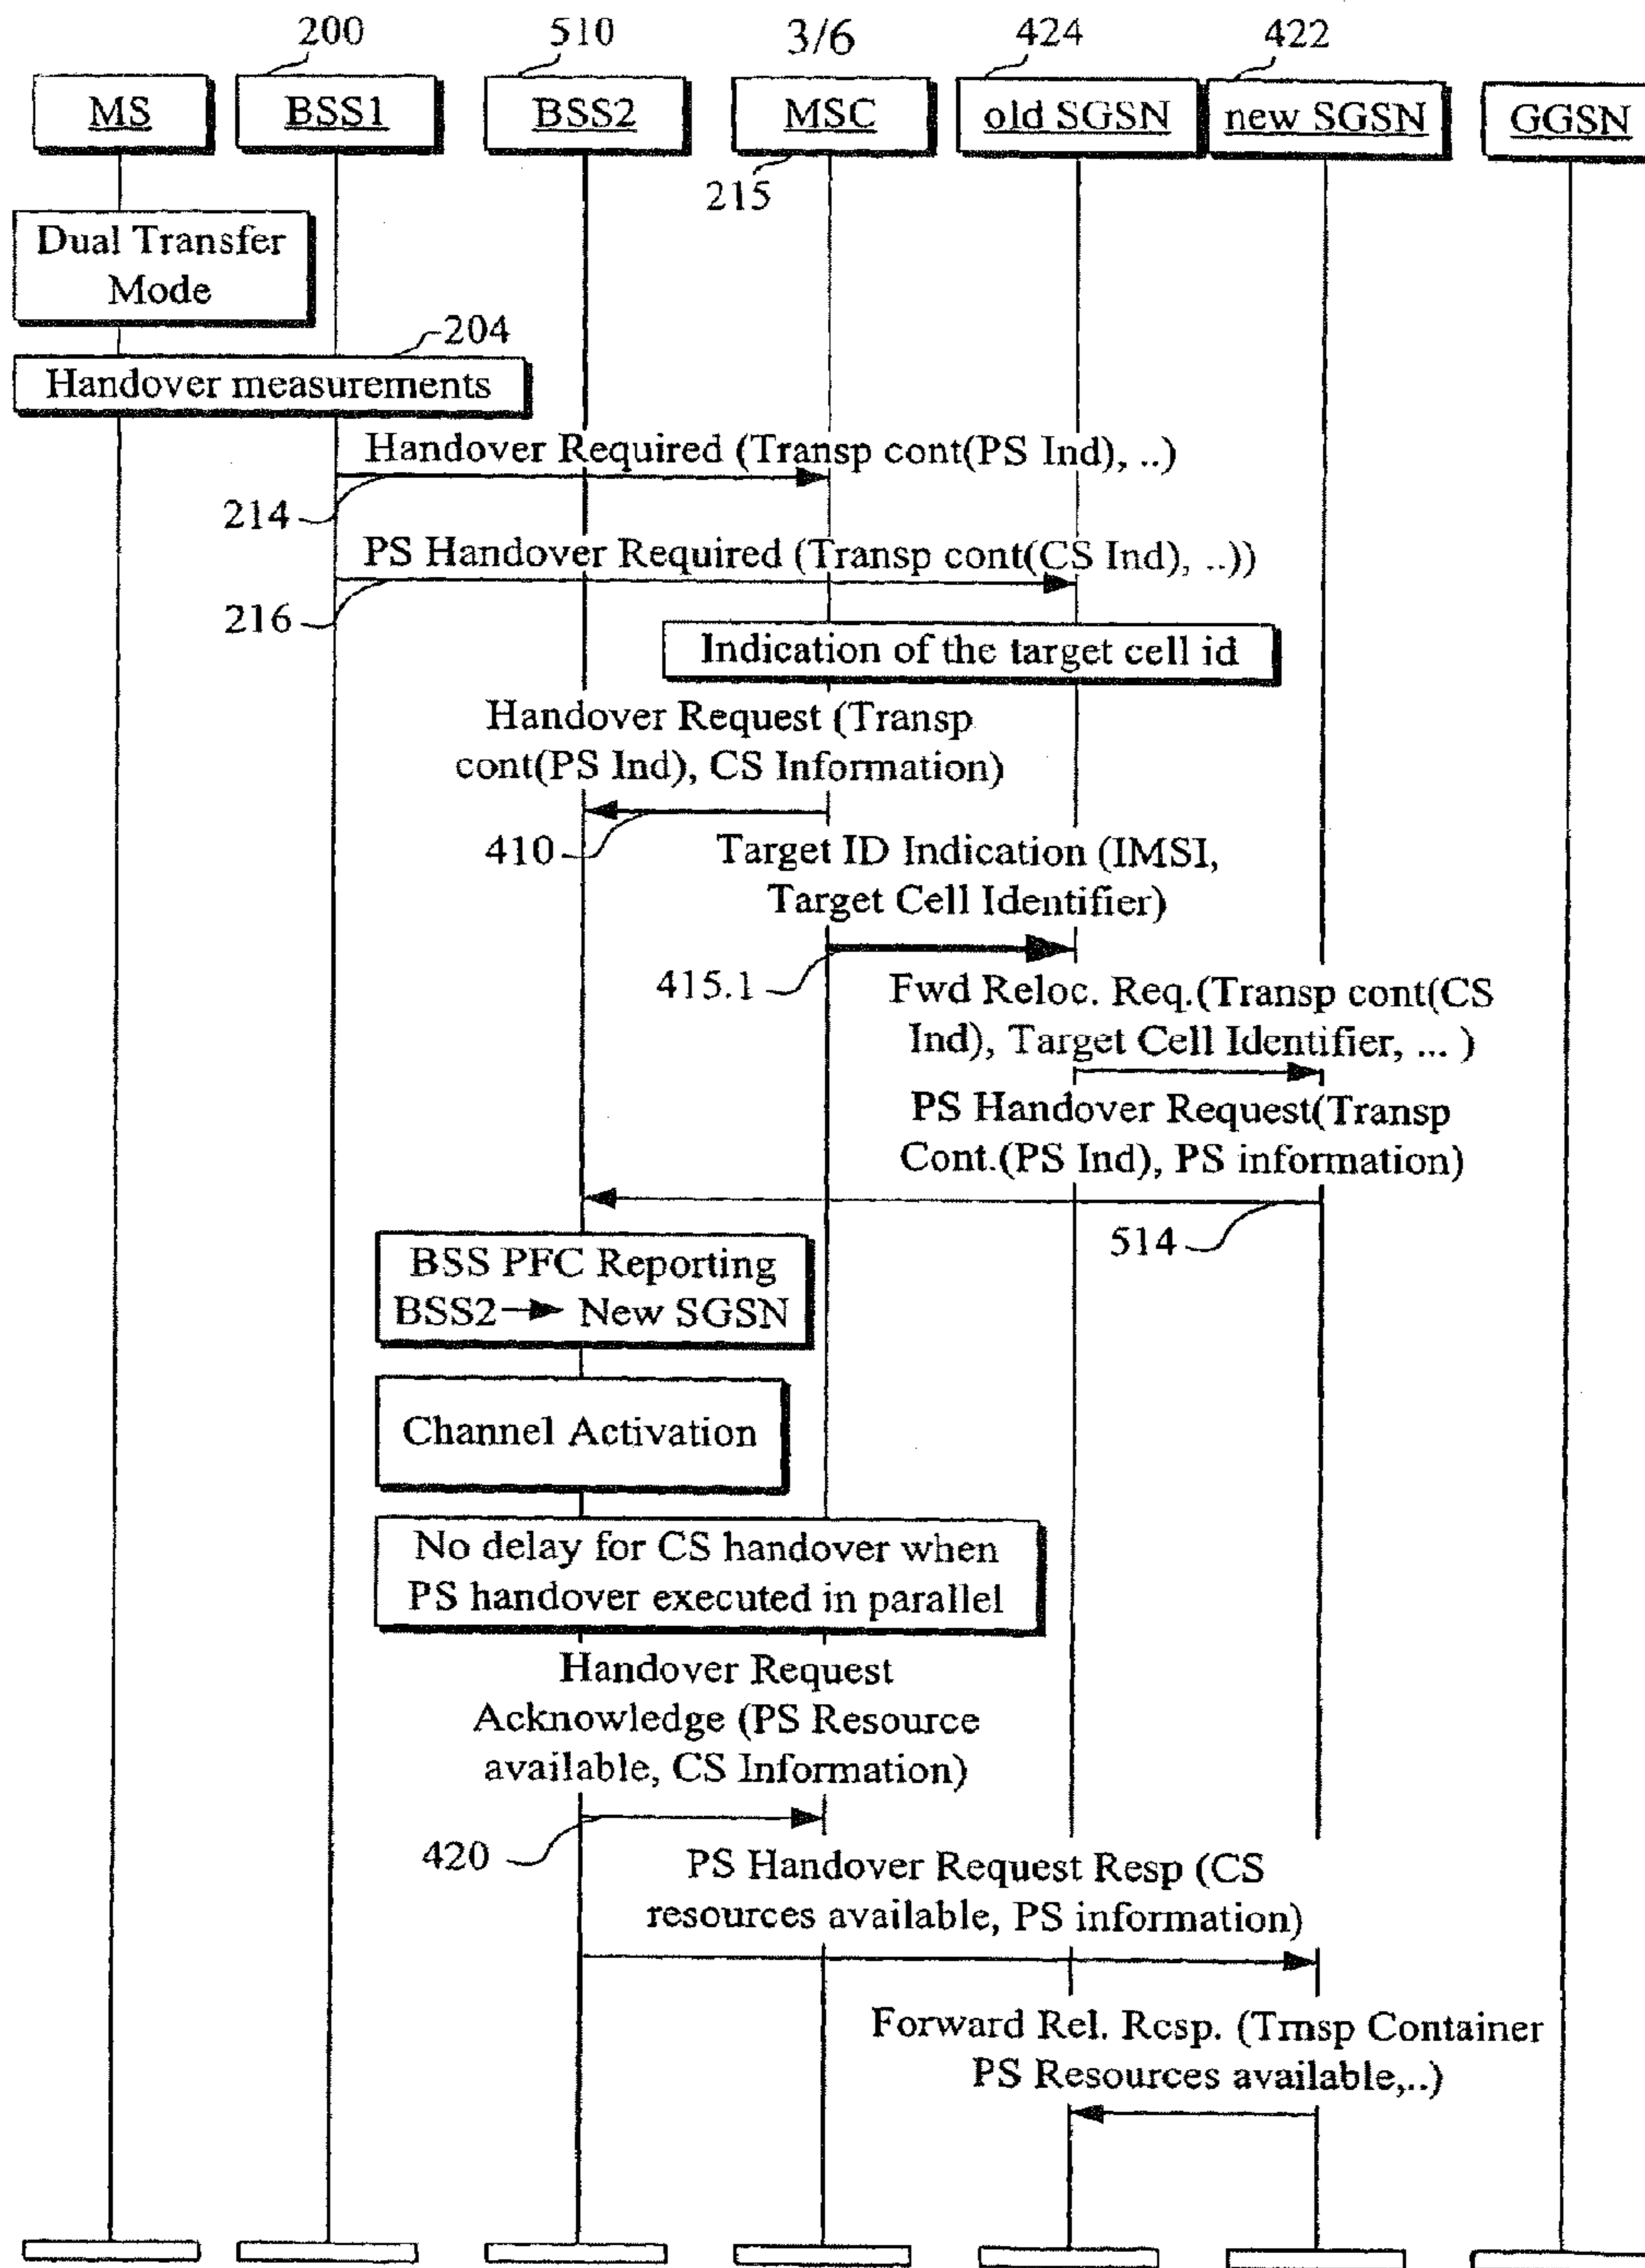 200 510 3/6 424 422
MS BSS1 BSS2 MSC old SGSN new SGSN GGSN
215
Dual Transfer
Mode
204
Handover measurements
Handover Required (Transp cont(PS Ind), ..)
214
PS Handover Required (Transp cont(CS Ind), ..))
216
Indication of the target cell id
Handover Request (Transp
cont(PS Ind), CS Information)
410
Target ID Indication (IMSI,
Target Cell Identifier)
415.1
Fwd Reloc. Req.(Transp cont(CS
Ind), Target Cell Identifier, ... )
PS Handover Request(Transp
Cont.(PS Ind), PS information)
514
BSS PFC Reporting
BSS2→ New SGSN
Channel Activation
No delay for CS handover when
PS handover executed in parallel
Handover Request
Acknowledge (PS Resource
available, CS Information)
420
PS Handover Request Resp (CS
resources available, PS information)
Forward Rel. Resp. (Trnsp Container
PS Resources available,..)